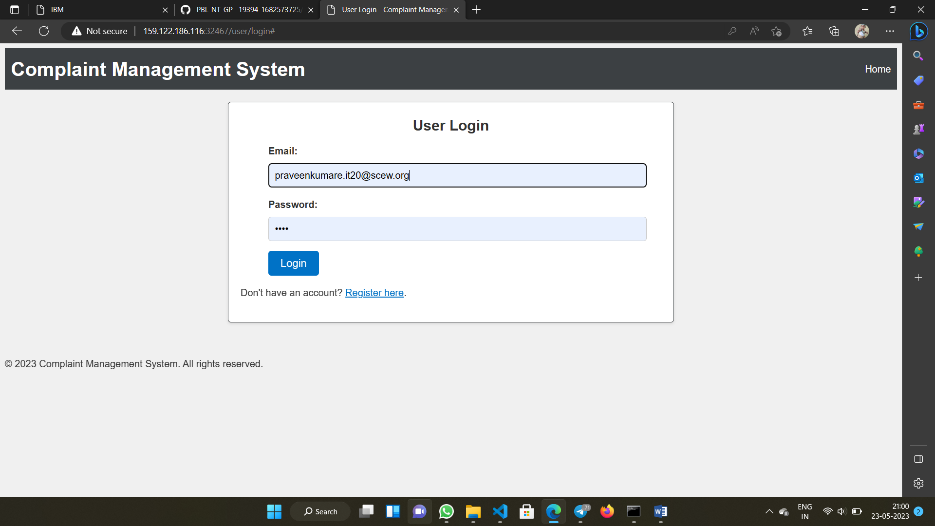 IBM
PBL-NT-GP--19394-1682573725
User Login - Complaint Manage
Not secure
159.122.186.116:32467//user/login#
Complaint Management System
Home
User Login
Email:
praveenkumare.it20@scew.org
Password:
••••
Login
Don't have an account? Register here.
© 2023 Complaint Management System. All rights reserved.
Search
ENG
IN
21:00
23-05-2023